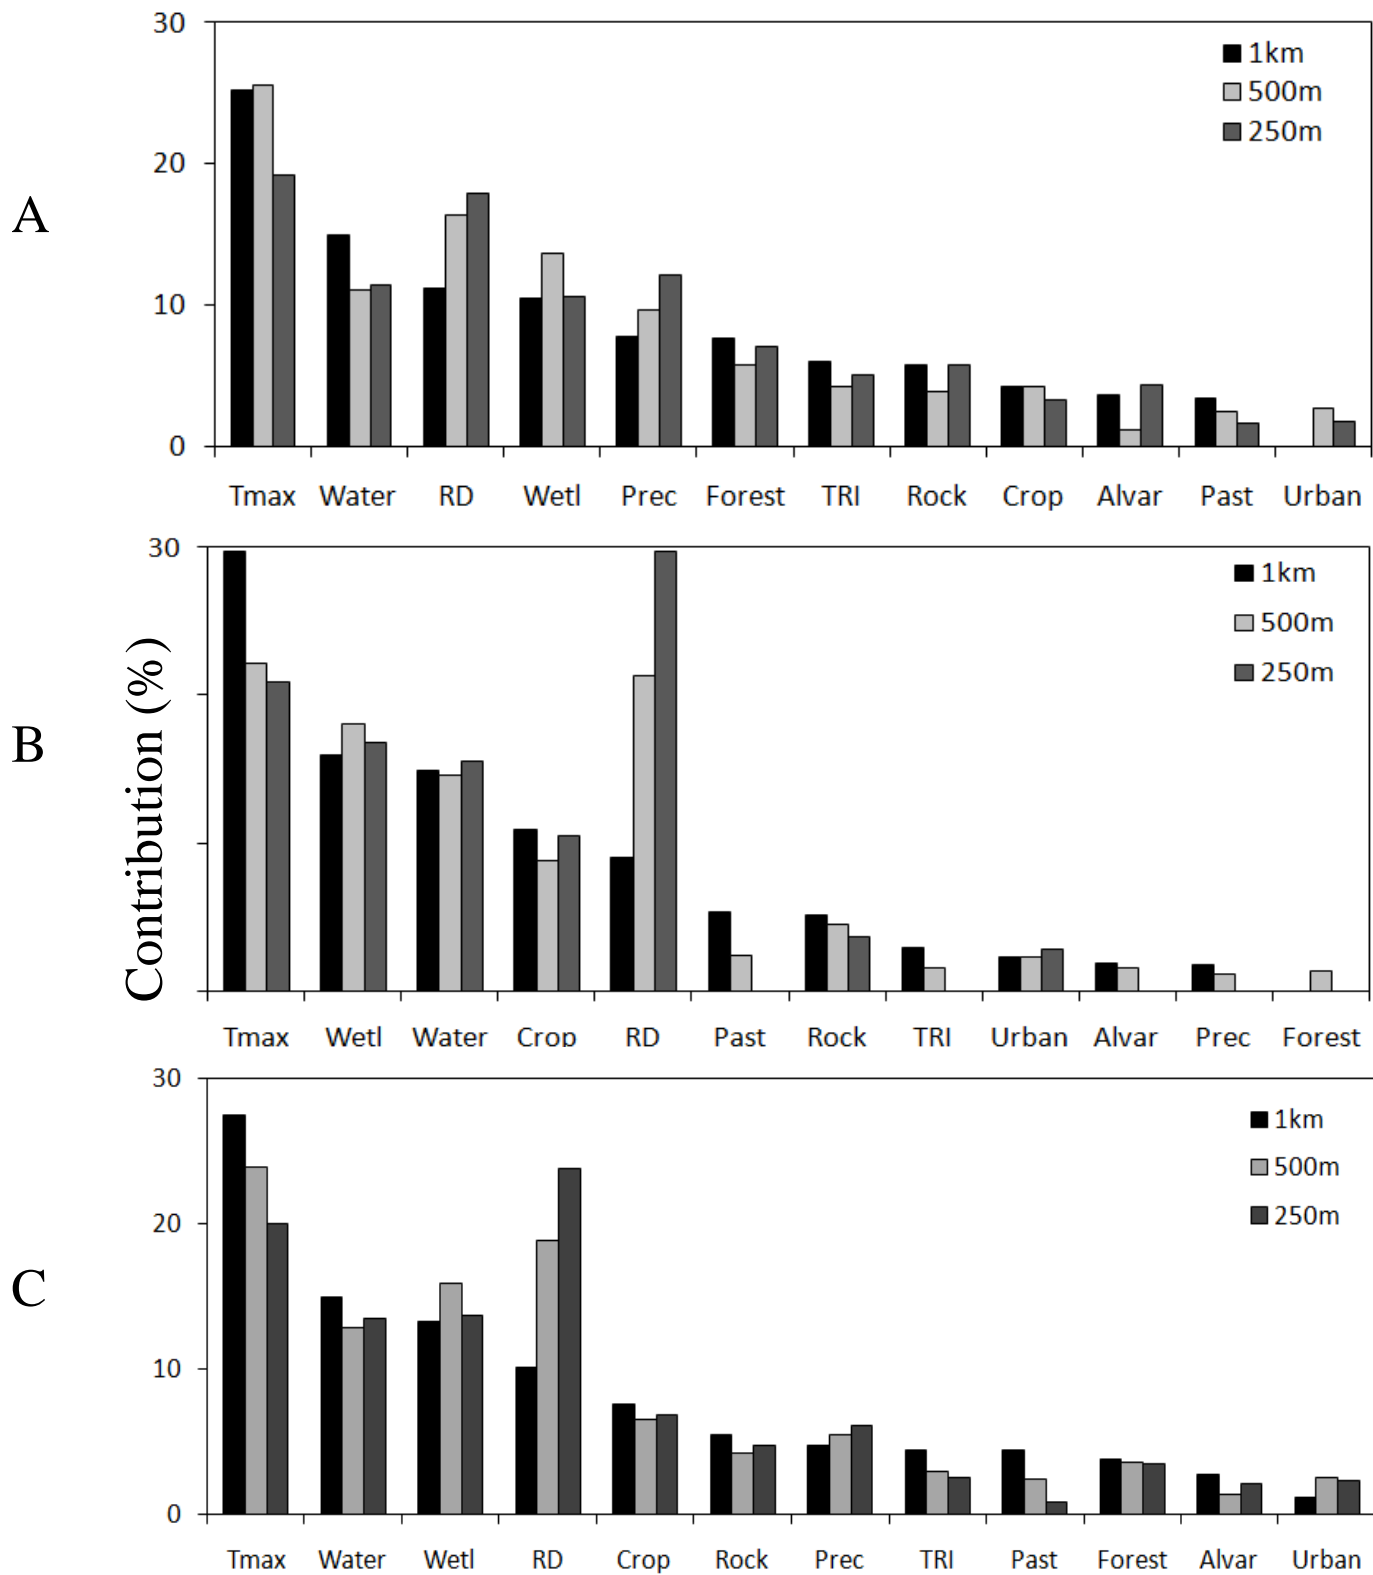 A
30
20
10
0
1km
500m
250m
Tmax Water RD Wetl Prec Forest TRI Rock Crop Alvar Past Urban
B
Contribution (%)
30
1km
500m
250m
Tmax Wetl Water Crop RD Past Rock TRI Urban Alvar Prec Forest
C
30
20
10
0
1km
500m
250m
Tmax Water Wetl RD Crop Rock Prec TRI Past Forest Alvar Urban